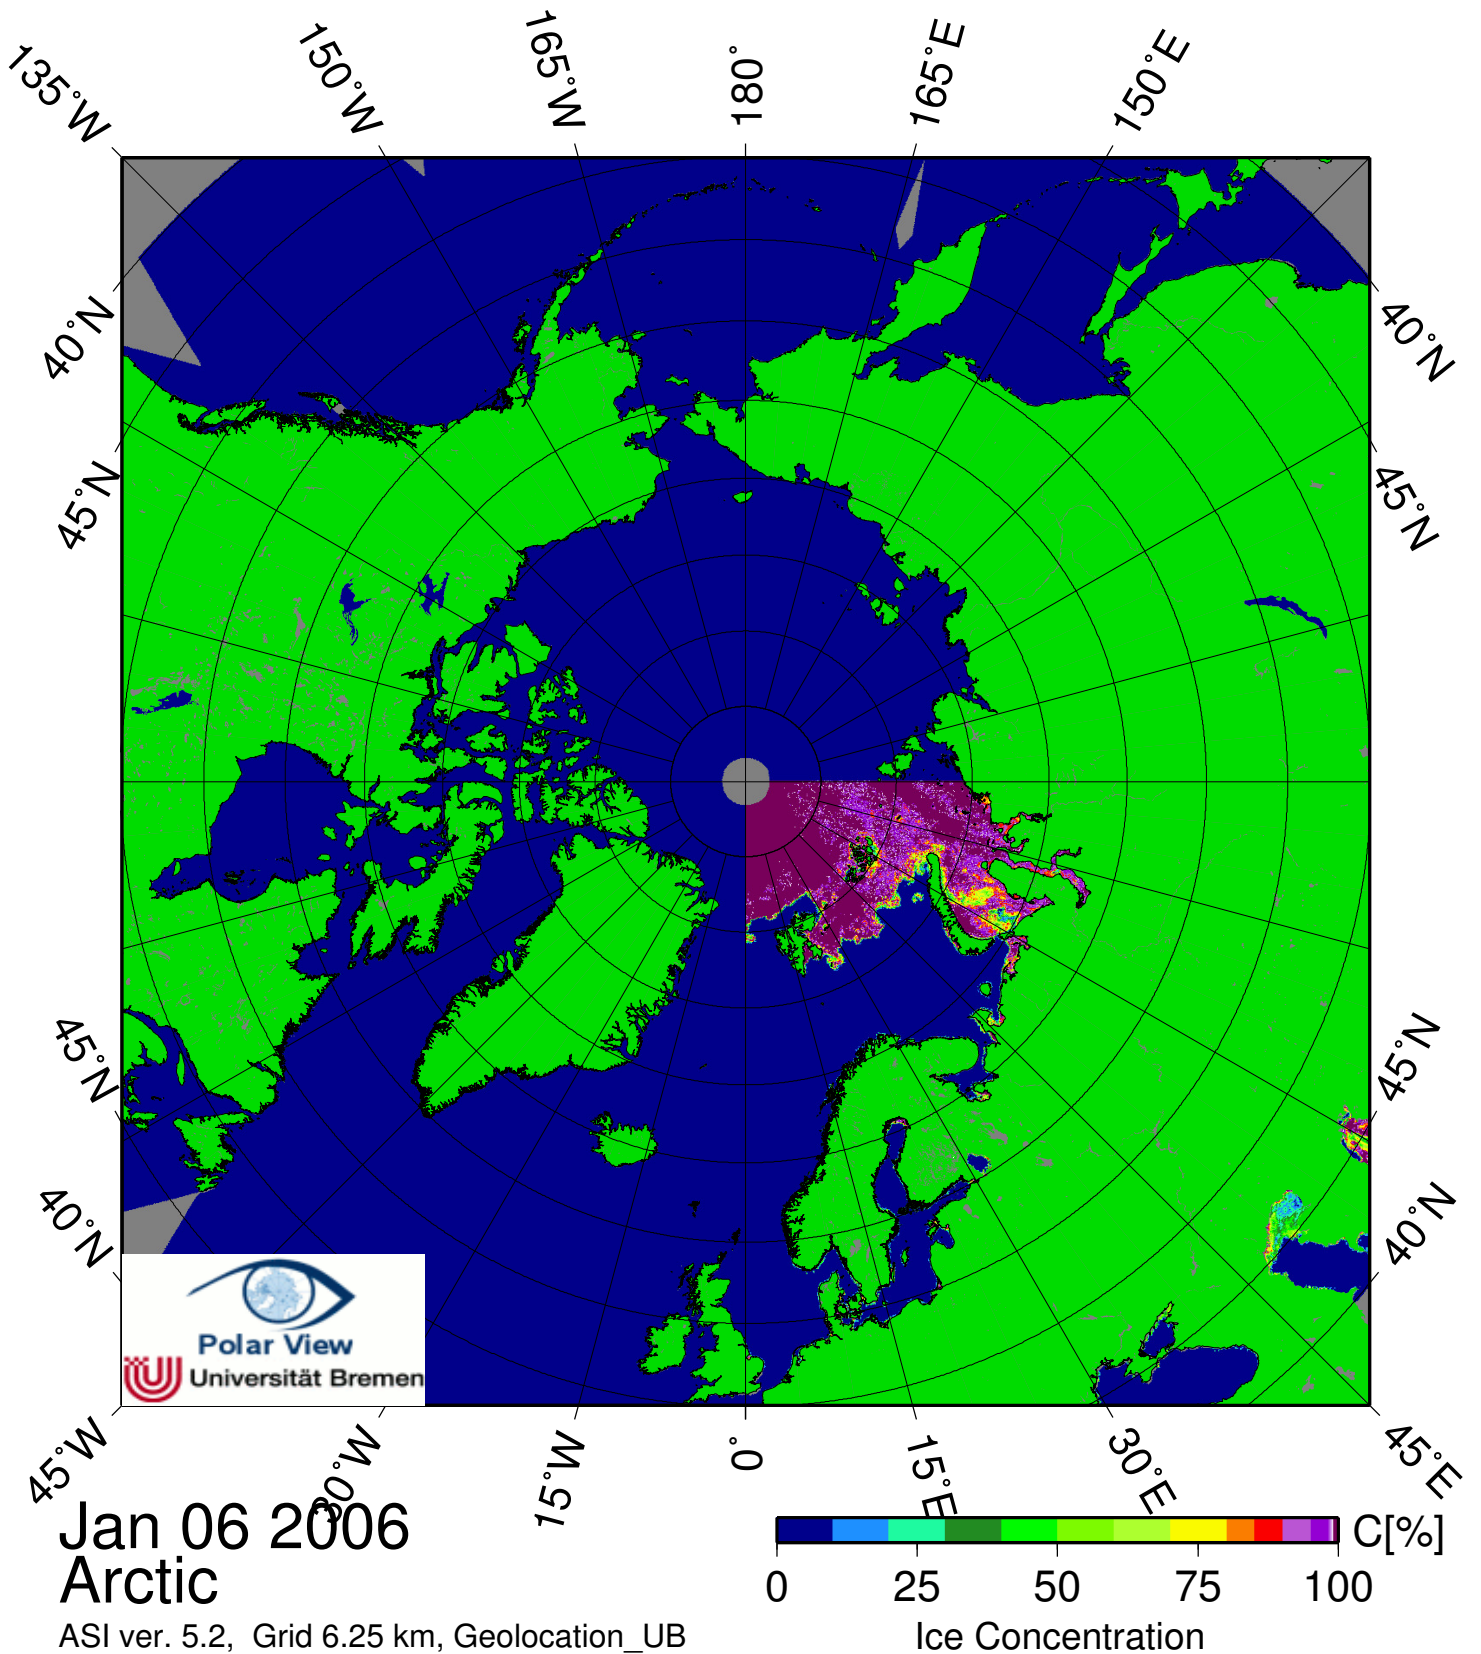 135°W
150°W
165°W
180°
165°E
150°E
40°N
40°N
45°N
45°N
45°N
45°N
40°N
40°N
Polar View
Universität Bremen
45°W
30°W
15°W
0°
15°E
30°E
45°E
Jan 06 2006
Arctic
ASI ver. 5.2, Grid 6.25 km, Geolocation_UB
C[%]
0 25 50 75 100
Ice Concentration